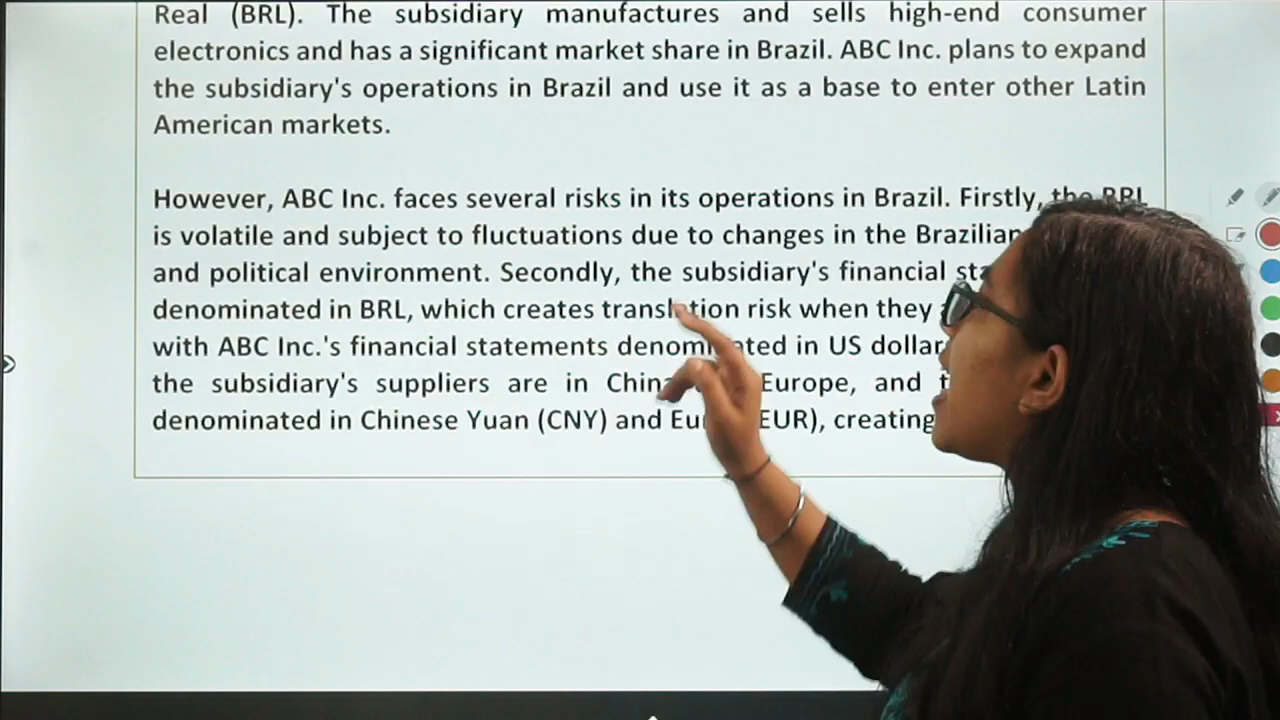 Real (BRL). The subsidiary manufactures and sells high-end consumer
electronics and has a significant market share in Brazil. ABC Inc. plans to expand
the subsidiary's operations in Brazil and use it as a base to enter other Latin
American markets.
However, ABC Inc. faces several risks in its operations in Brazil. Firstly, the BRL
is volatile and subject to fluctuations due to changes in the Brazilian
and political environment. Secondly, the subsidiary's financial
denominated in BRL, which creates translation risk when they
with ABC Inc.'s financial statements denominated in US
the subsidiary's suppliers are in Europe, and
denominated in Chinese Yuan (CNY) and EUR), creating